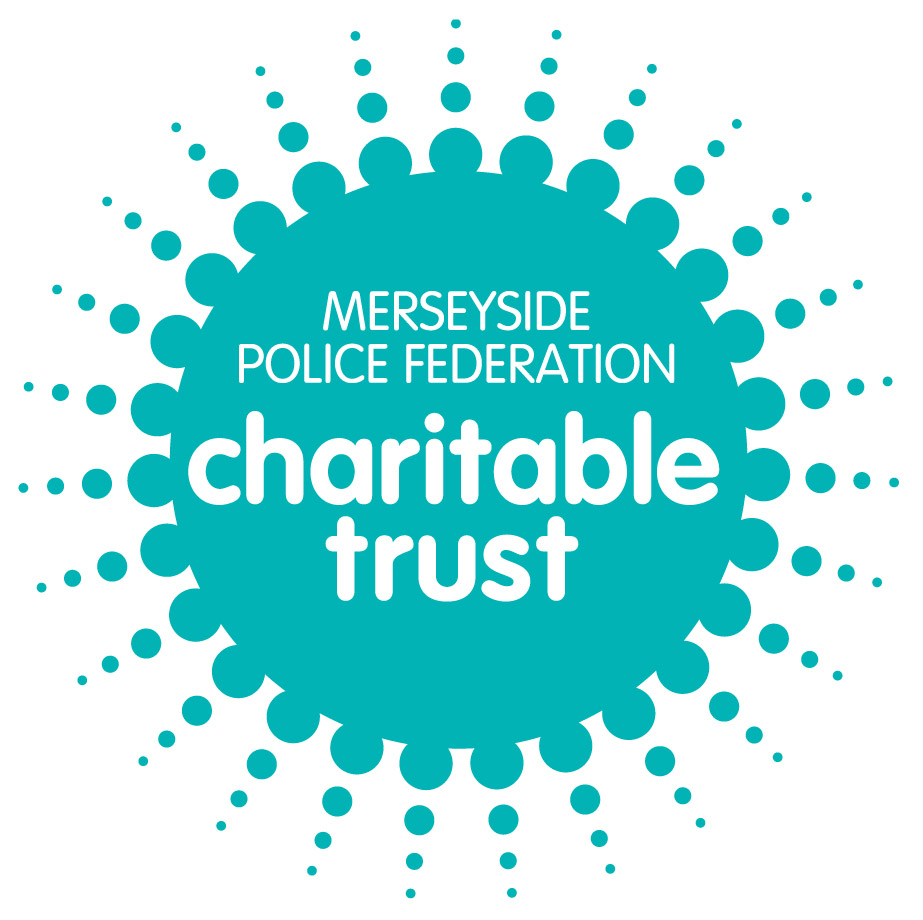 MERSEYSIDE
POLICE FEDERATION
charitable
trust